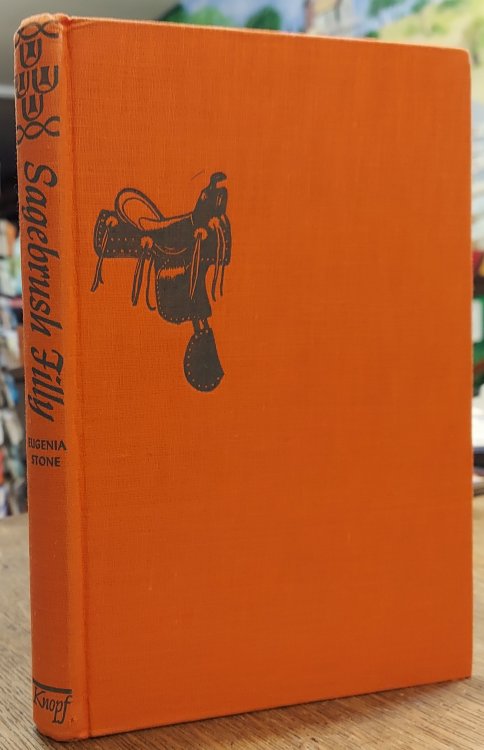 Sagebrush Filly
EUGENIA
STONE
Knopf